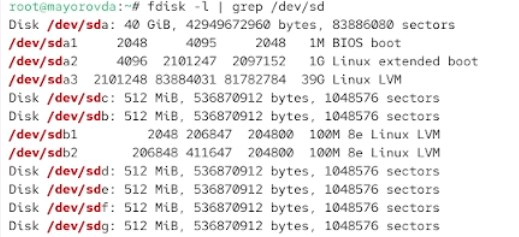 root@mayorovda:~# fdisk -l | grep /dev/sd
Disk /dev/sda: 40 GiB, 42949672960 bytes, 83886080 sectors
/dev/sda1 2048 4095 2048 1M BIOS boot
/dev/sda2 4096 2101247 2097152 1G Linux extended boot
/dev/sda3 2101248 83884031 81782784 39G Linux LVM
Disk /dev/sdc: 512 MiB, 536870912 bytes, 1048576 sectors
Disk /dev/sdb: 512 MiB, 536870912 bytes, 1048576 sectors
/dev/sdb1 2048 206847 204800 100M 8e Linux LVM
/dev/sdb2 206848 411647 204800 100M 8e Linux LVM
Disk /dev/sdd: 512 MiB, 536870912 bytes, 1048576 sectors
Disk /dev/sde: 512 MiB, 536870912 bytes, 1048576 sectors
Disk /dev/sdf: 512 MiB, 536870912 bytes, 1048576 sectors
Disk /dev/sdg: 512 MiB, 536870912 bytes, 1048576 sectors